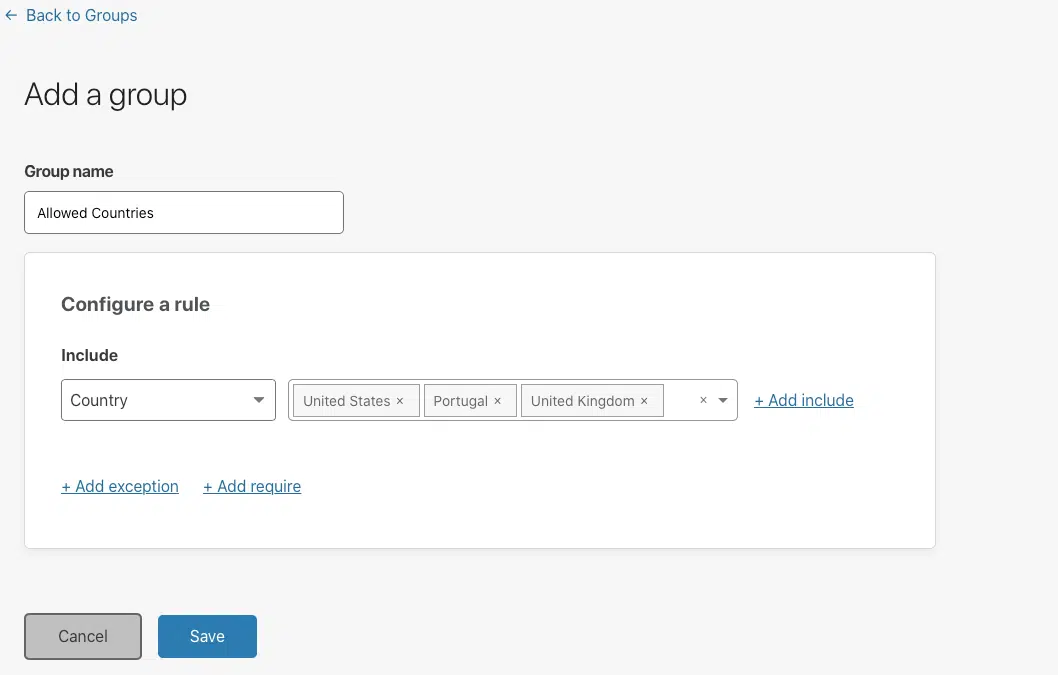 ← Back to Groups
Add a group
Group name
Allowed Countries
Configure a rule
Include
Country United States × Portugal × United Kingdom × × + Add include
+ Add exception + Add require
Cancel Save